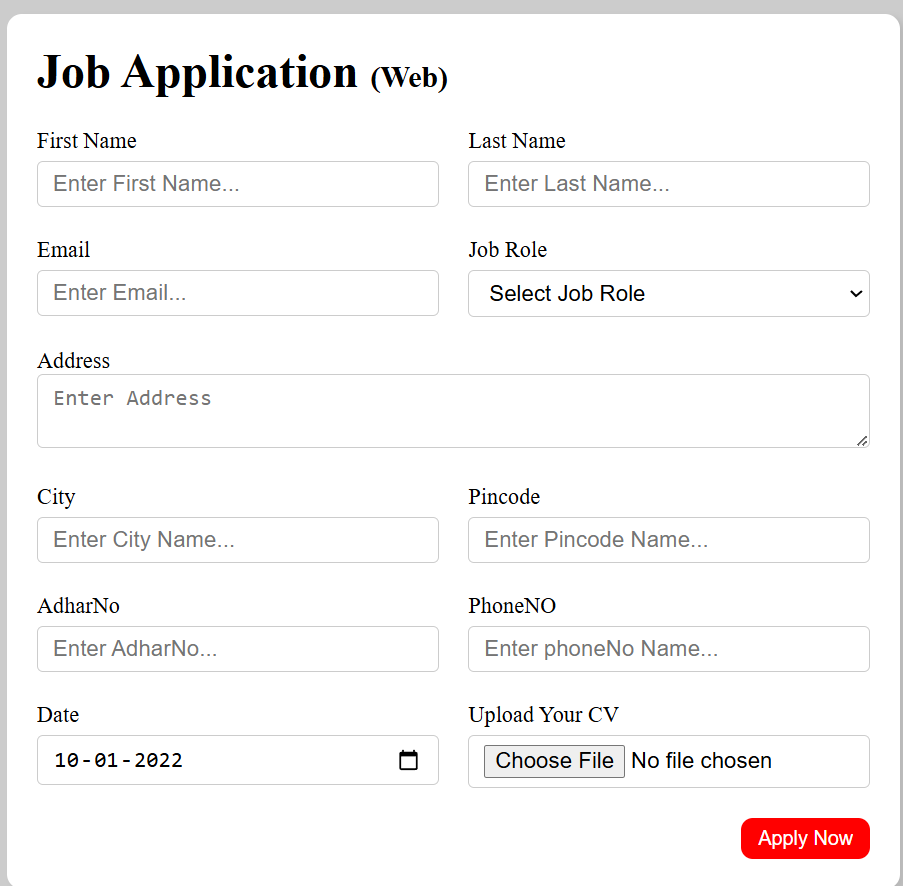 Job Application (Web)
First Name Last Name
Enter First Name... Enter Last Name...
Email Job Role
Enter Email... Select Job Role
Address
Enter Address
City Pincode
Enter City Name... Enter Pincode Name...
AdharNo PhoneNO
Enter AdharNo... Enter phoneNo Name...
Date Upload Your CV
10-01-2022 Choose File No file chosen
Apply Now